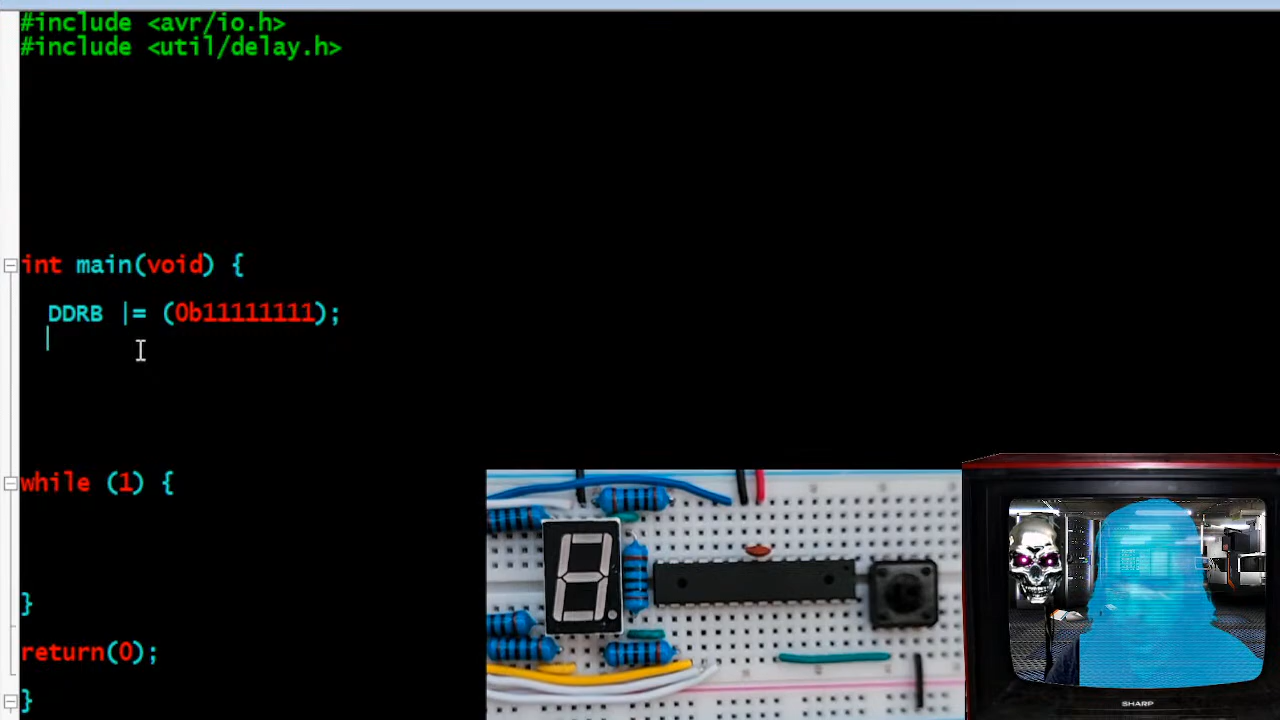 #include <avr/io.h>
#include <util/delay.h>
int main(void) {
DDRB |= (0b11111111);
while (1) {
}
return(0);
}
SHARP